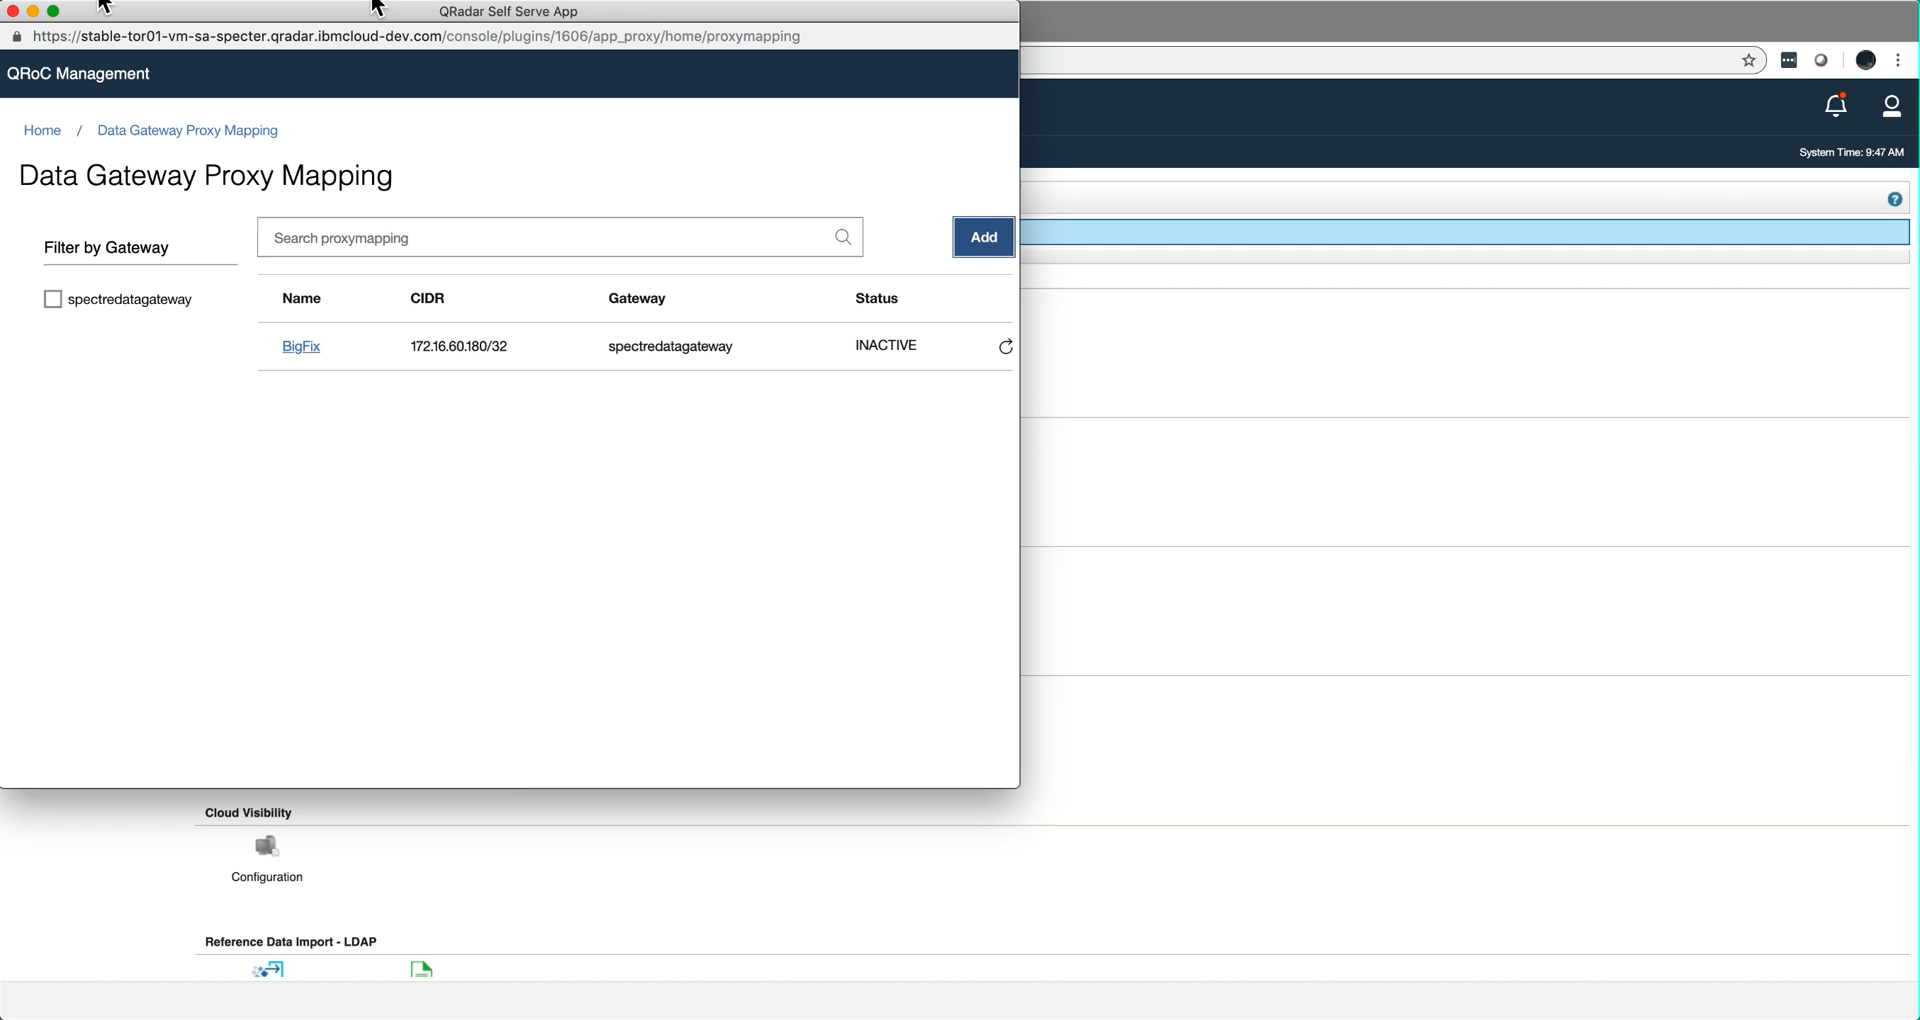 QRadar Self Serve App
https://stable-tor01-vm-sa-specter.qradar.ibmcloud-dev.com/console/plugins/1606/app_proxy/home/proxymapping
QRoC Management
System Time: 9:47 AM
Home / Data Gateway Proxy Mapping
Data Gateway Proxy Mapping
Filter by Gateway
spectredatagateway
Search proxymapping
Add
Name CIDR Gateway Status
BigFix 172.16.60.180/32 spectredatagateway INACTIVE
Cloud Visibility
Configuration
Reference Data Import - LDAP